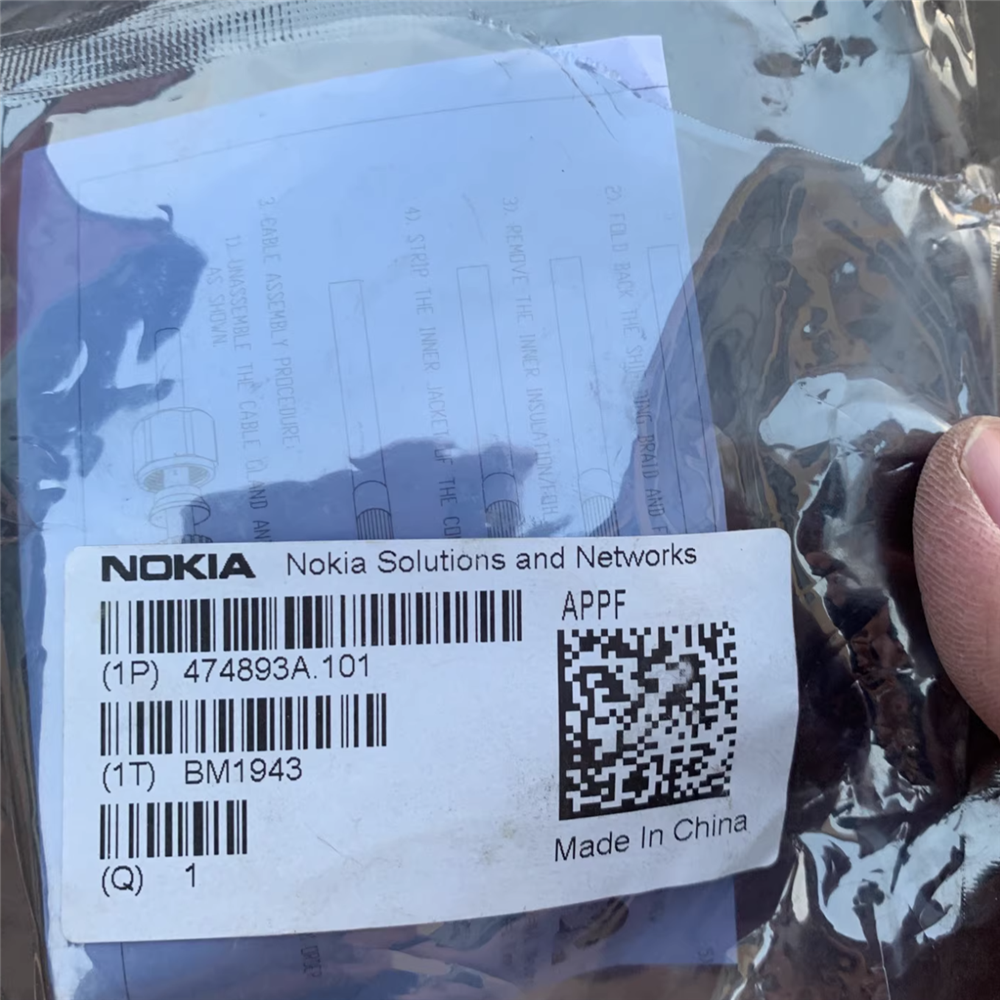 NOKIA Nokia Solutions and Networks
APPF
(1P) 474893A.101
(1T) BM1943
(Q) 1
Made In China
3. CABLE ASSEMBLY PROCEDURE:
1). UNASSEMBLE THE CABLE GLAND
AS SHOWN
4). STRIP THE INNER JACKET OF THE
3). REMOVE THE INNER INSULATION
2). FOLD BACK THE BRAID AND